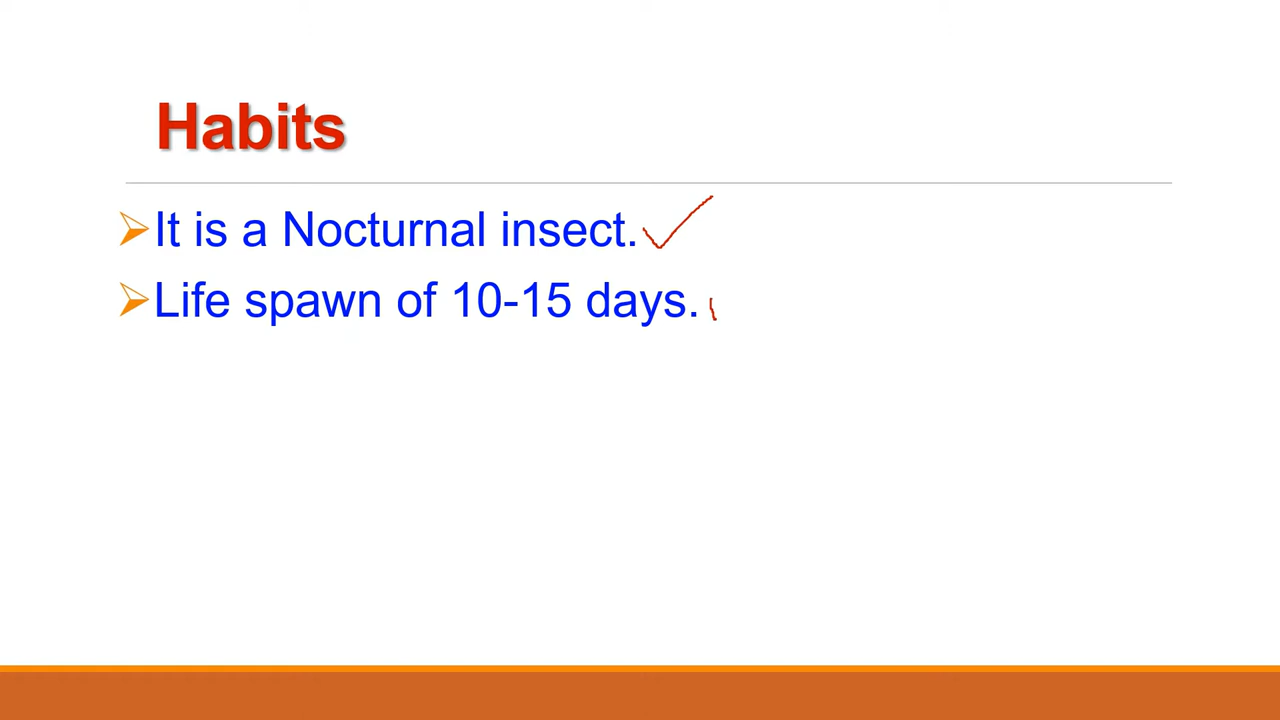 Habits
It is a Nocturnal insect.
Life spawn of 10-15 days.